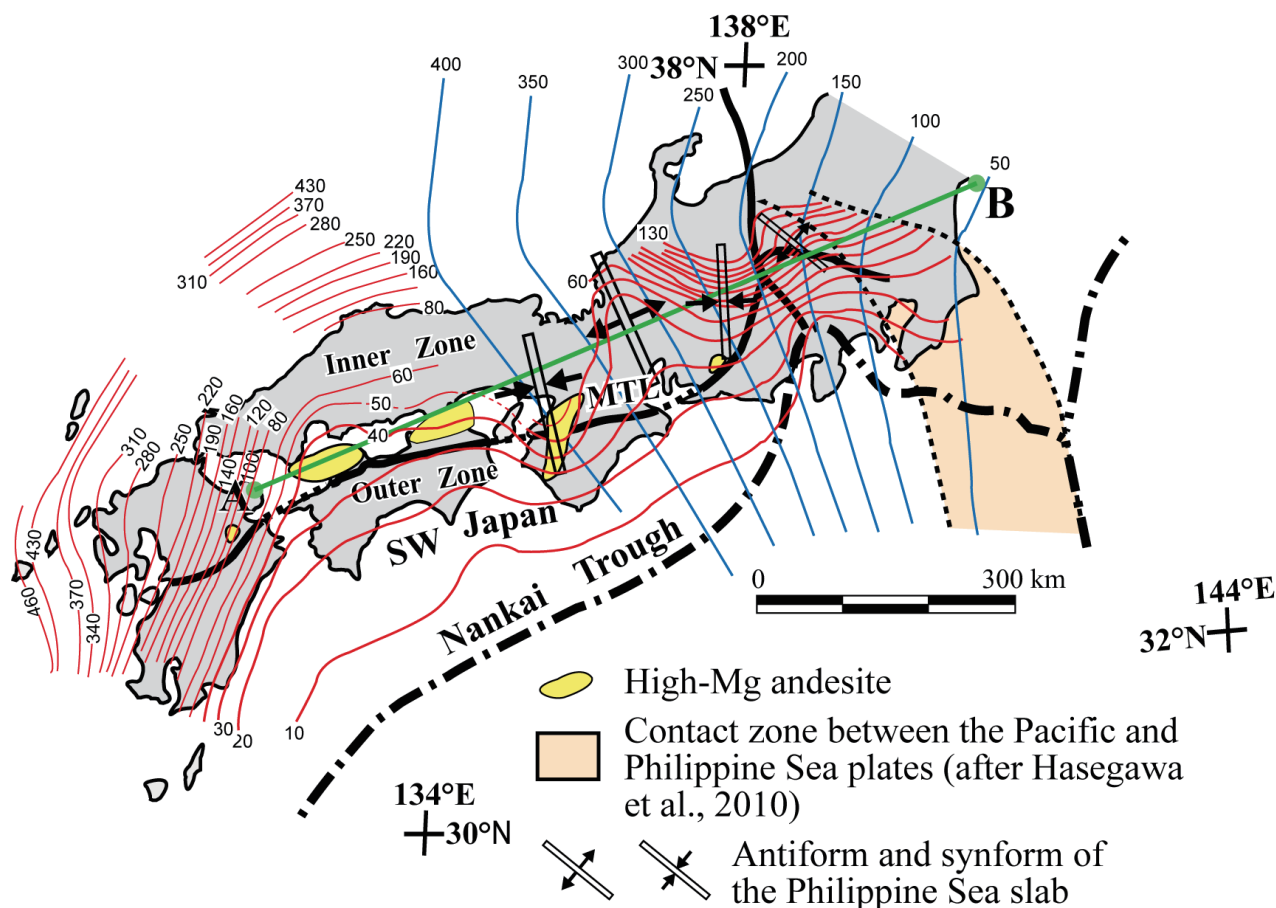 138°E
38°N
400
350
300
250
200
150
100
50
B
430
370
280
310
250
220
190
160
80
130
60
Inner Zone
60
50
40
MTL
220
160
120
80
310
280
250
190
140
100
A
Outer Zone
SW Japan
Nankai Trough
430
460
370
340
30
20
10
0 300 km
144°E
32°N
134°E
30°N
High-Mg andesite
Contact zone between the Pacific and
Philippine Sea plates (after Hasegawa
et al., 2010)
Antiform and synform of
the Philippine Sea slab